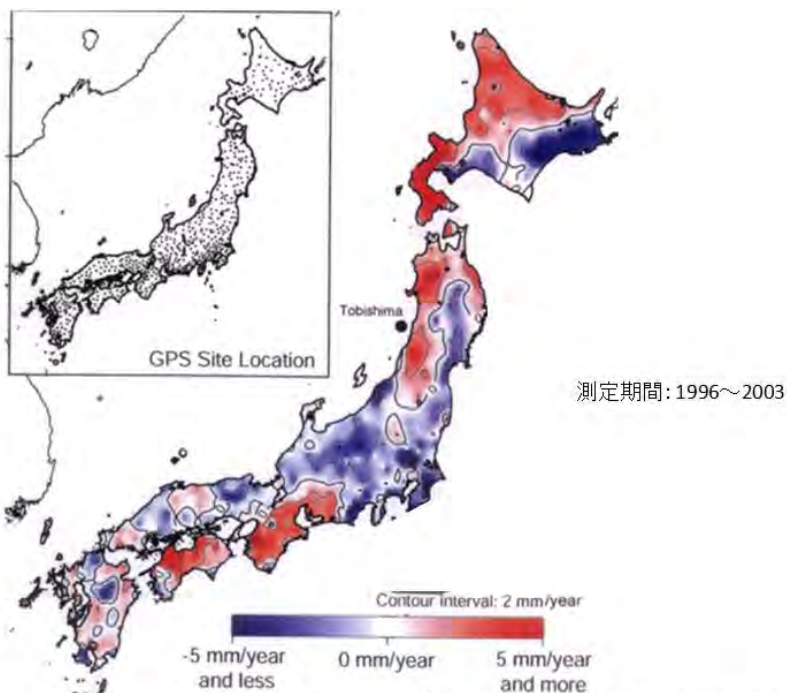 GPS Site Location
Tobishima
測定期間:1996～2003
Contour interval: 2 mm/year
-5 mm/year
and less
0 mm/year
5 mm/year
and more